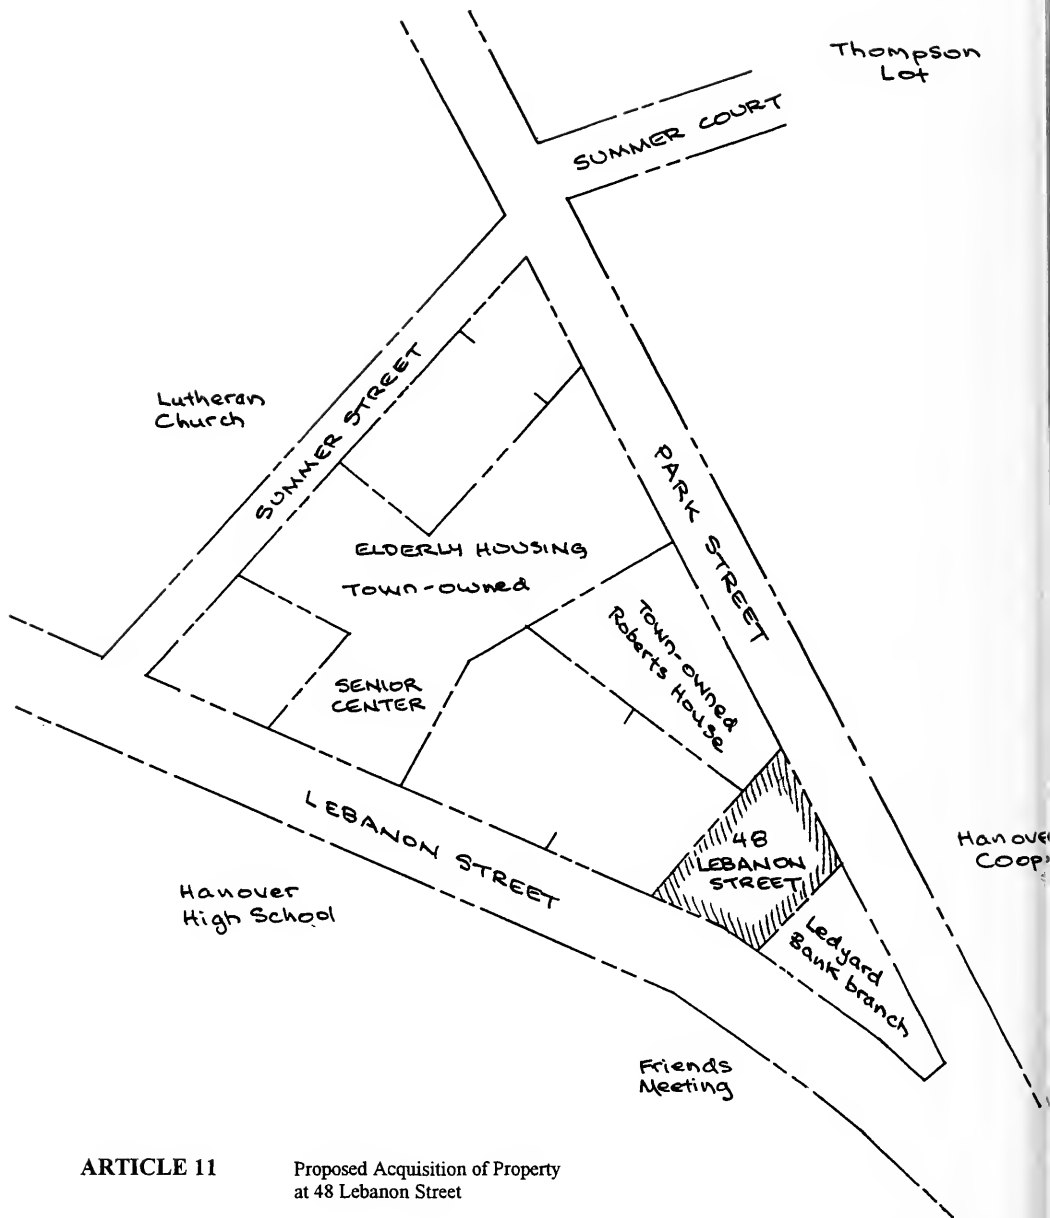 Thompson
Lot
SUMMER COURT
Lutheran
Church
SUMMER STREET
PARK STREET
ELDERLY HOUSING
TOWN-owned
Town-owned
Roberts House
SENIOR
CENTER
LEBANON STREET
48
LEBANON
STREET
Hanover
Coop
Hanover
High School
Ledyard
Bank branch
Friends
Meeting
ARTICLE 11
Proposed Acquisition of Property
at 48 Lebanon Street